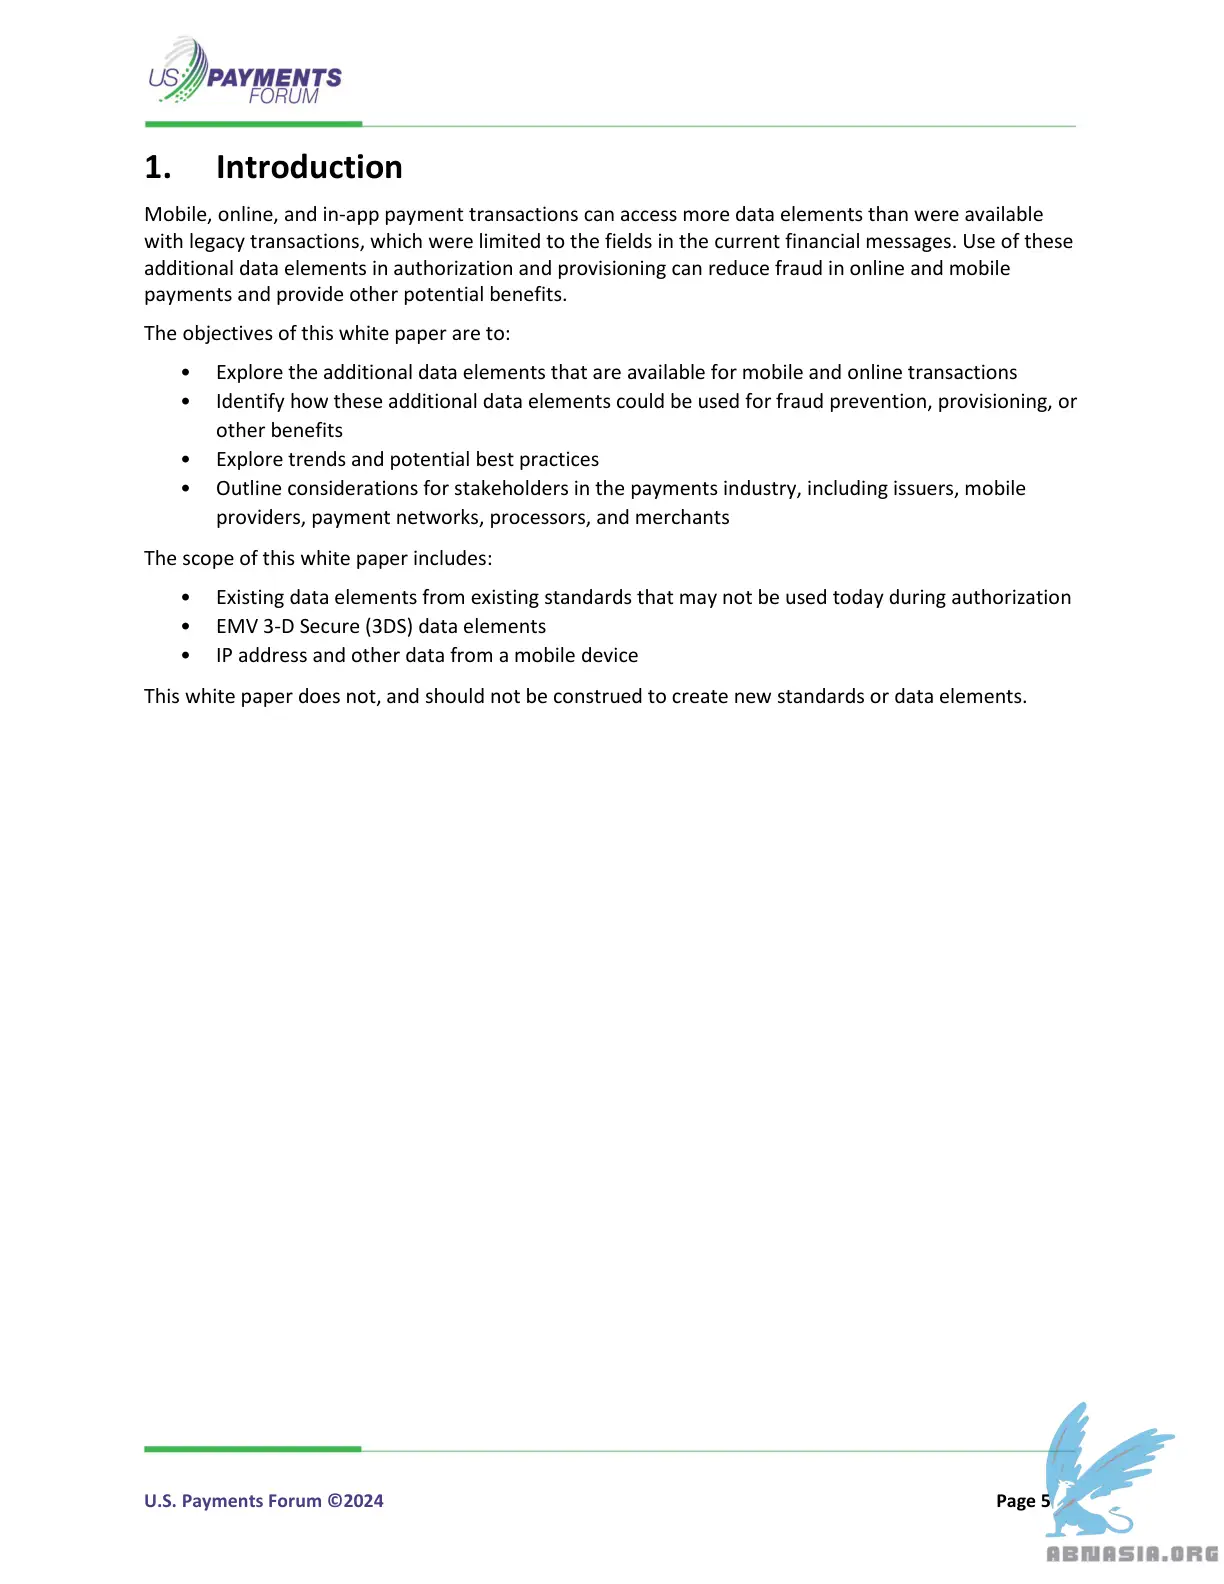 US PAYMENTS
FORUM
1. Introduction
Mobile, online, and in-app payment transactions can access more data elements than were available
with legacy transactions, which were limited to the fields in the current financial messages. Use of these
additional data elements in authorization and provisioning can reduce fraud in online and mobile
payments and provide other potential benefits.
The objectives of this white paper are to:
• Explore the additional data elements that are available for mobile and online transactions
• Identify how these additional data elements could be used for fraud prevention, provisioning, or
other benefits
• Explore trends and potential best practices
• Outline considerations for stakeholders in the payments industry, including issuers, mobile
providers, payment networks, processors, and merchants
The scope of this white paper includes:
• Existing data elements from existing standards that may not be used today during authorization
• EMV 3-D Secure (3DS) data elements
• IP address and other data from a mobile device
This white paper does not, and should not be construed to create new standards or data elements.
U.S. Payments Forum ©2024
Page 5
ABNASIA.ORG